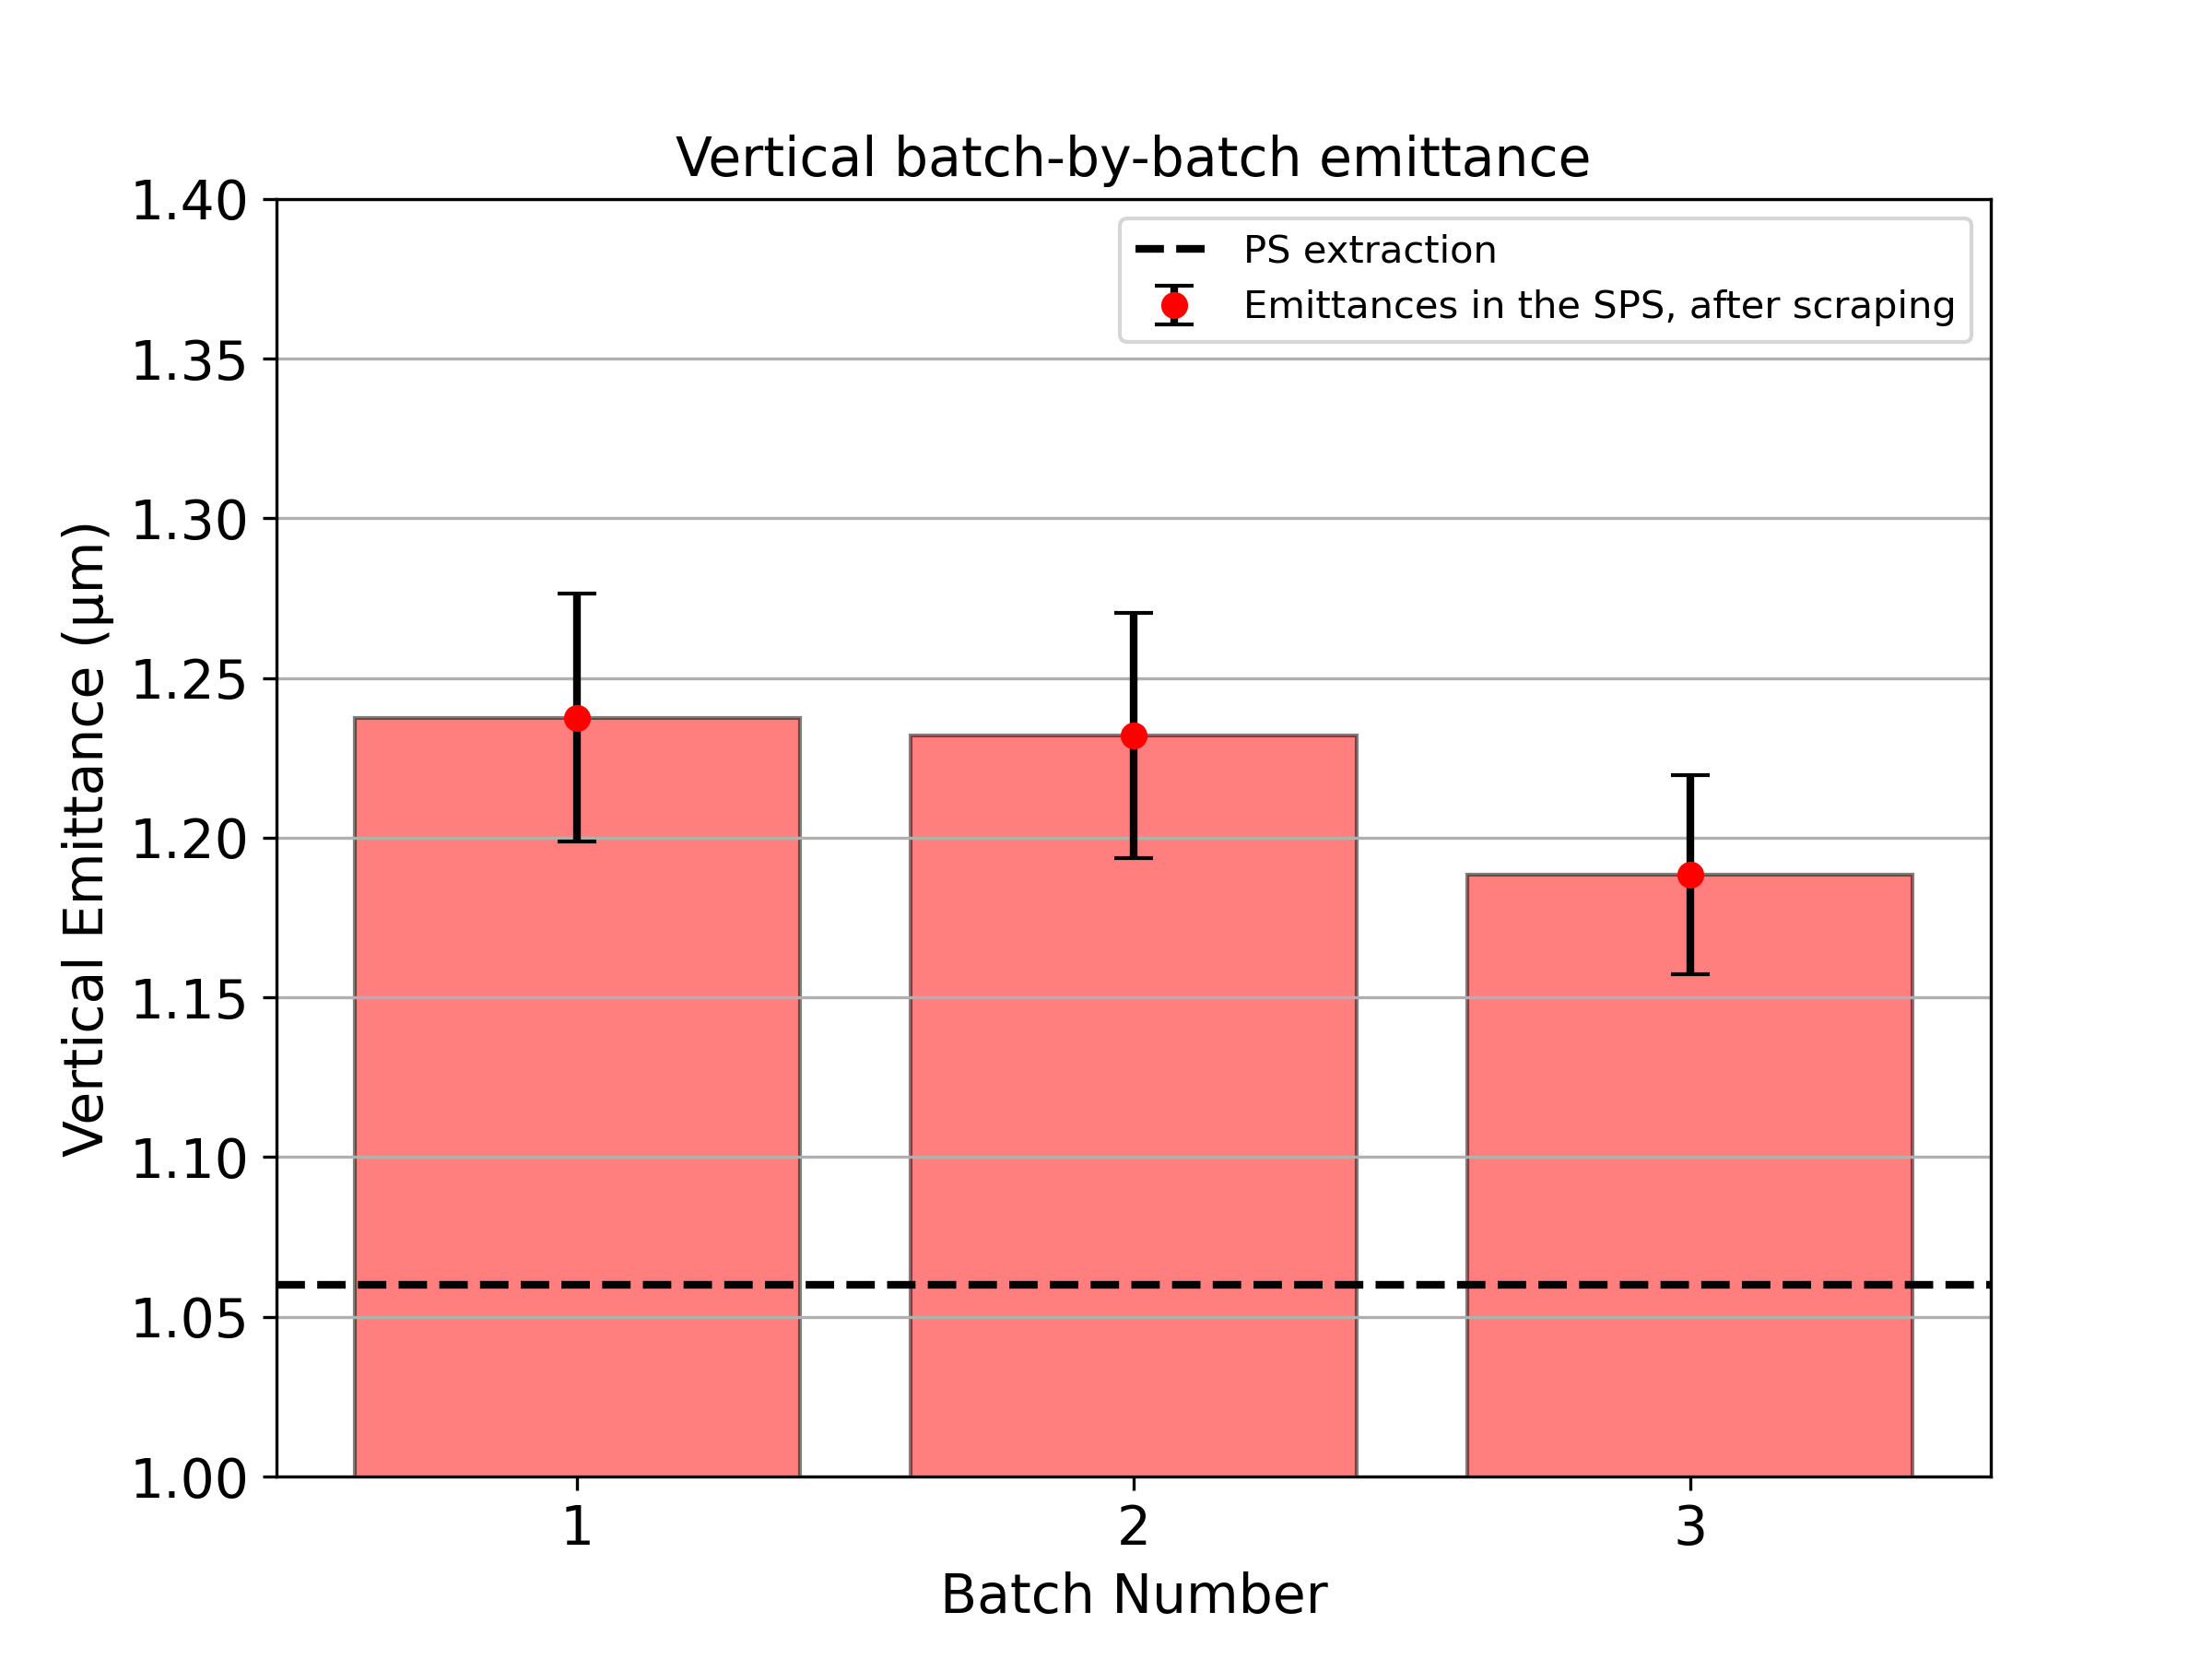 Vertical batch-by-batch emittance
PS extraction
Emittances in the SPS, after scraping
Vertical Emittance (µm)
1.40
1.35
1.30
1.25
1.20
1.15
1.10
1.05
1.00
1
2
3
Batch Number